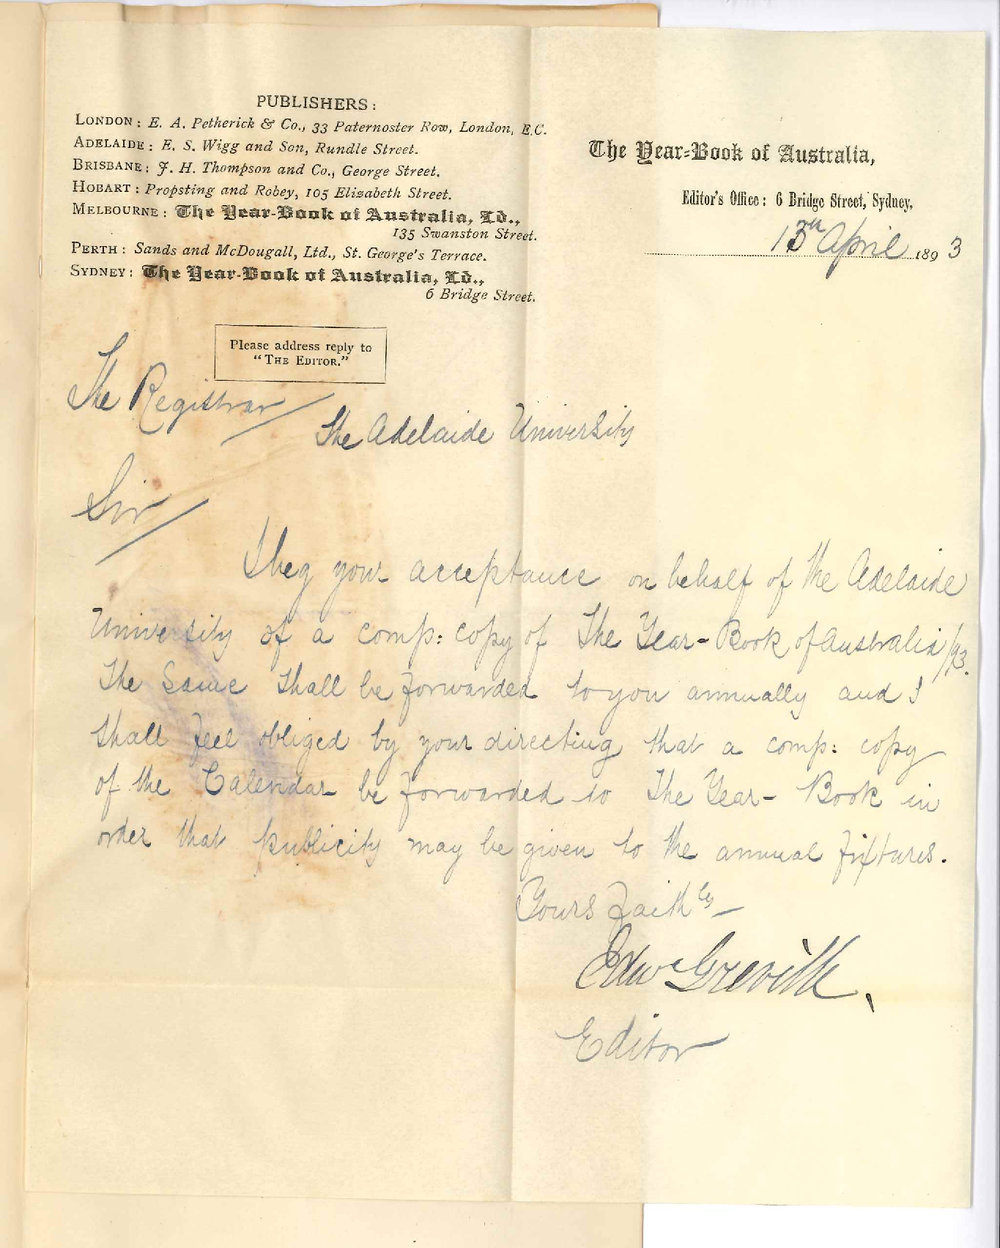 PUBLISHERS:
LONDON: E. A. Petherick & Co., 33 Paternoster Row, London, E.C.
ADELAIDE: E. S. Wigg and Son, Rundle Street.
BRISBANE: J. H. Thompson and Co., George Street.
HOBART: Propsting and Robey, 105 Elizabeth Street.
MELBOURNE: The Year-Book of Australia, Ld.,
135 Swanston Street.
PERTH: Sands and McDougall, Ltd., St. George's Terrace.
SYDNEY: The Year-Book of Australia, Ld.,
6 Bridge Street.
The Year-Book of Australia,
Editor's Office: 6 Bridge Street, Sydney,
13th April 1893
Please address reply to
"THE EDITOR."
The Registrar
The Adelaide University
Sir
I beg your acceptance on behalf of the Adelaide
University of a comp: copy of The Year-Book of Australia /93.
The Same shall be forwarded to you annually and I
shall feel obliged by your directing that a comp: copy
of the Calendar be forwarded to The Year-Book in
order that publicity may be given to the annual fixtures.
Yours Faithly
Edw Greville,
Editor